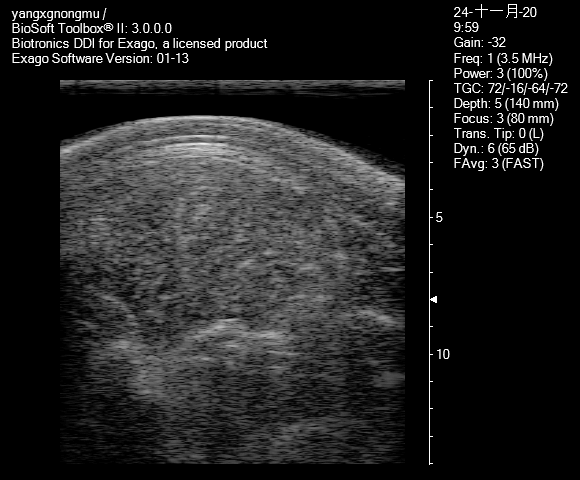 yangxgnongmu /
BioSoft Toolbox® II: 3.0.0.0
Biotronics DDI for Exago, a licensed product
Exago Software Version: 01-13
24-十一月-20
9:59
Gain: -32
Freq: 1 (3.5 MHz)
Power: 3 (100%)
TGC: 72/-16/-64/-72
Depth: 5 (140 mm)
Focus: 3 (80 mm)
Trans. Tip: 0 (L)
Dyn.: 6 (65 dB)
FAvg: 3 (FAST)
5
10